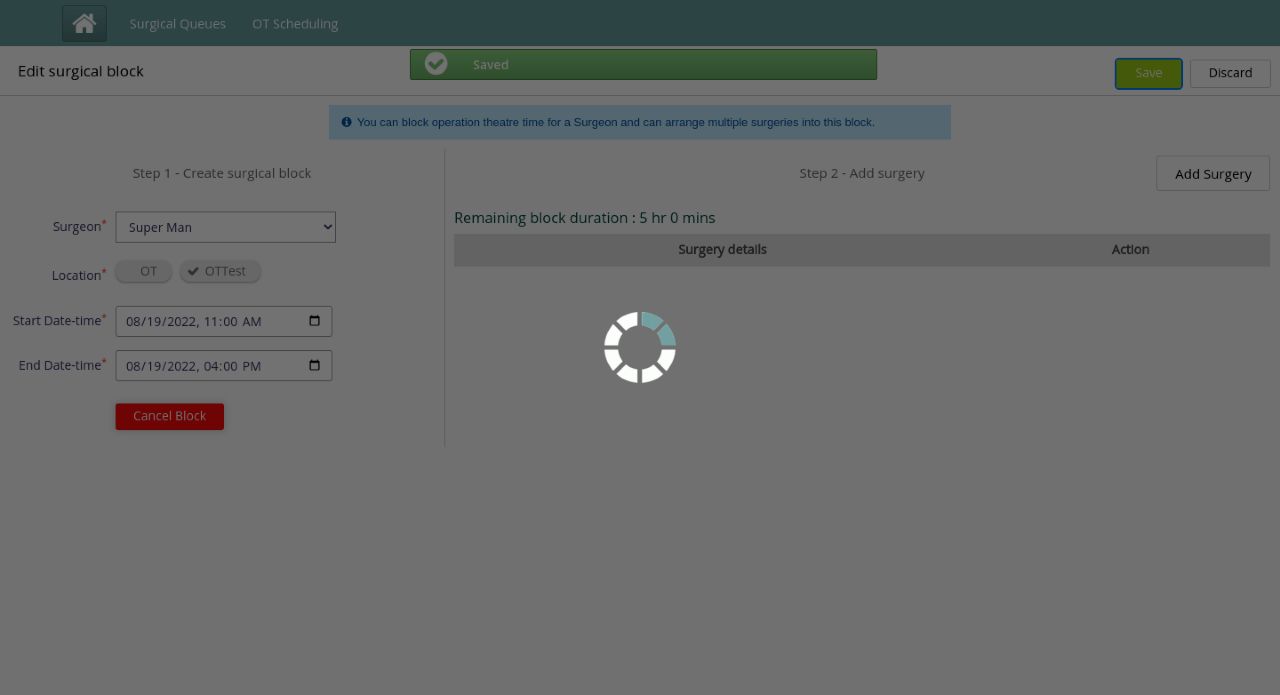 Surgical Queues OT Scheduling
Edit surgical block
Saved
Save Discard
You can block operation theatre time for a Surgeon and can arrange multiple surgeries into this block.
Step 1 - Create surgical block
Surgeon* Super Man
Location* OT OTTest
Start Date-time* 08/19/2022, 11:00 AM
End Date-time* 08/19/2022, 04:00 PM
Cancel Block
Step 2 - Add surgery
Add Surgery
Remaining block duration : 5 hr 0 mins
Surgery details Action